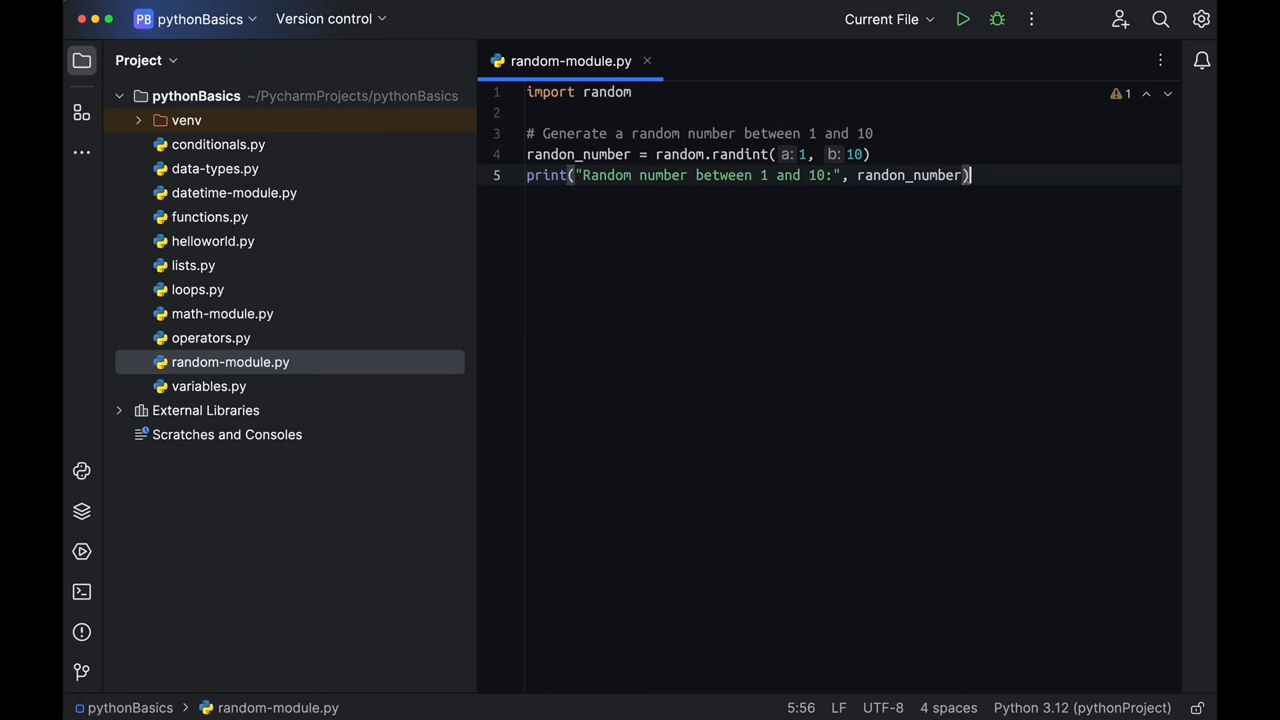 PB pythonBasics Version control Current File
Project
random-module.py
pythonBasics ~/PycharmProjects/pythonBasics
venv
conditionals.py
data-types.py
datetime-module.py
functions.py
helloworld.py
lists.py
loops.py
math-module.py
operators.py
random-module.py
variables.py
External Libraries
Scratches and Consoles
1 import random
2
3 # Generate a random number between 1 and 10
4 randon_number = random.randint(a: 1, b: 10)
5 print("Random number between 1 and 10:", randon_number)
1
pythonBasics random-module.py 5:56 LF UTF-8 4 spaces Python 3.12 (pythonProject)